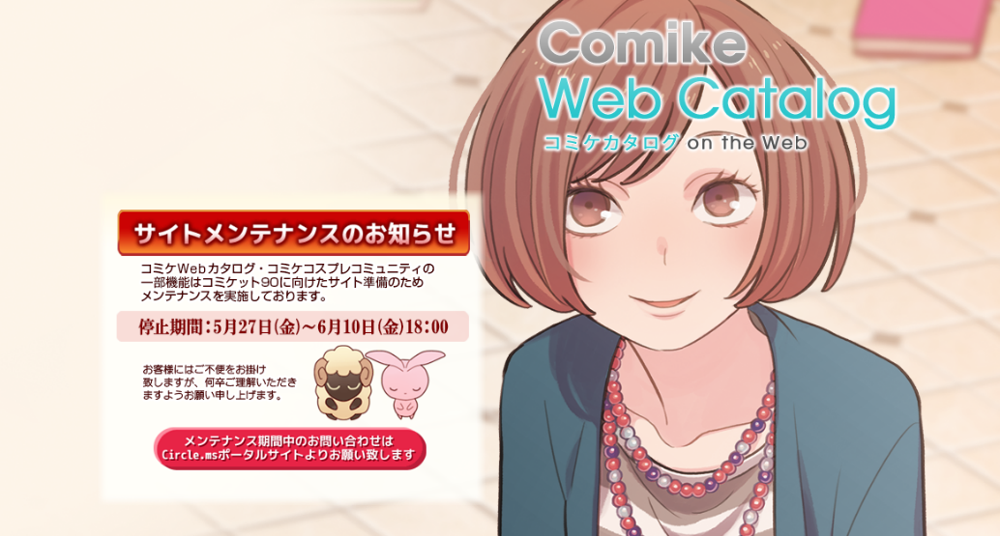 Comike
Web Catalog
コミケカタログ on the Web
サイトメンテナンスのお知らせ
コミケWebカタログ・コミケコスプレコミュニティの
一部機能はコミケット90に向けたサイト準備のため
メンテナンスを実施しております。
停止期間：5月27日(金)～6月10日(金)18：00
お客様にはご不便をお掛け
致しますが、何卒ご理解いただき
ますようお願い申し上げます。
メンテナンス期間中のお問い合わせは
Circle.msポータルサイトよりお願い致します